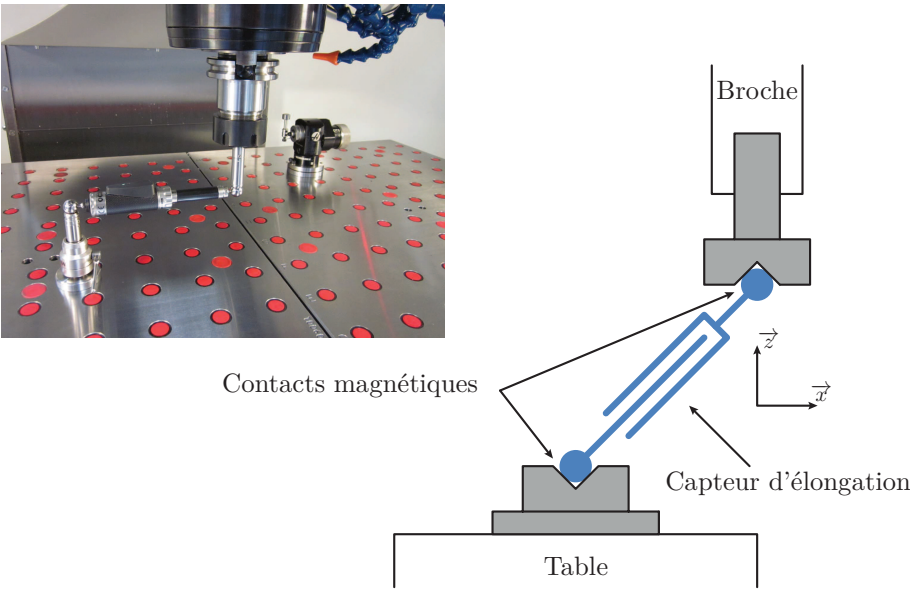 Broche
z
x
Contacts magnétiques
Capteur d'élongation
Table